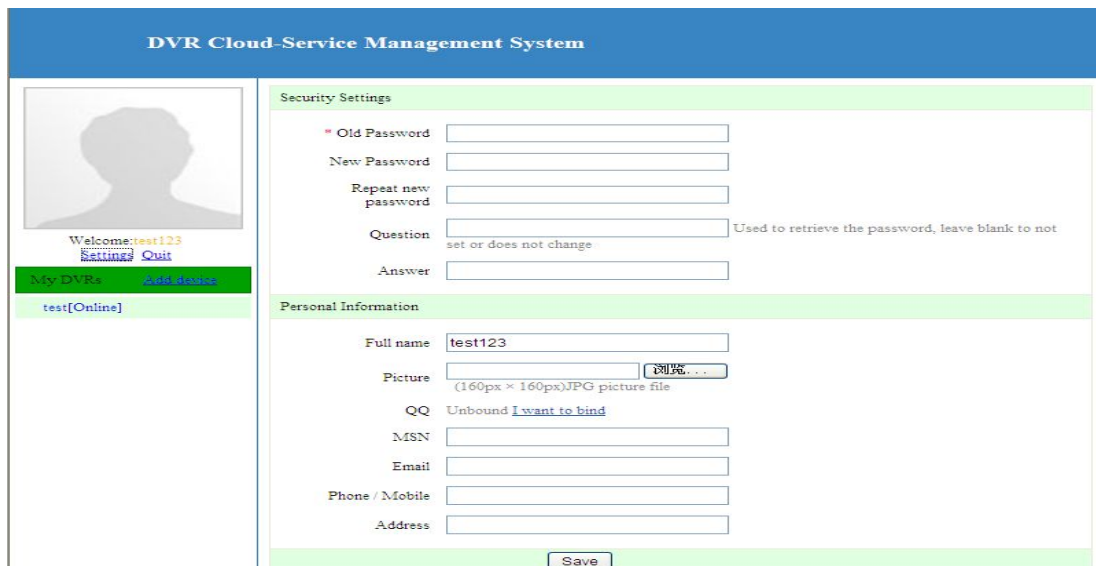 DVR Cloud-Service Management System
Welcome:test123
Settings Quit
My DVRs Add device
test[Online]
Security Settings
* Old Password
New Password
Repeat new
password
Question Used to retrieve the password, leave blank to not
set or does not change
Answer
Personal Information
Full name test123
Picture 浏览...
(160px × 160px)JPG picture file
QQ Unbound I want to bind
MSN
Email
Phone / Mobile
Address
Save